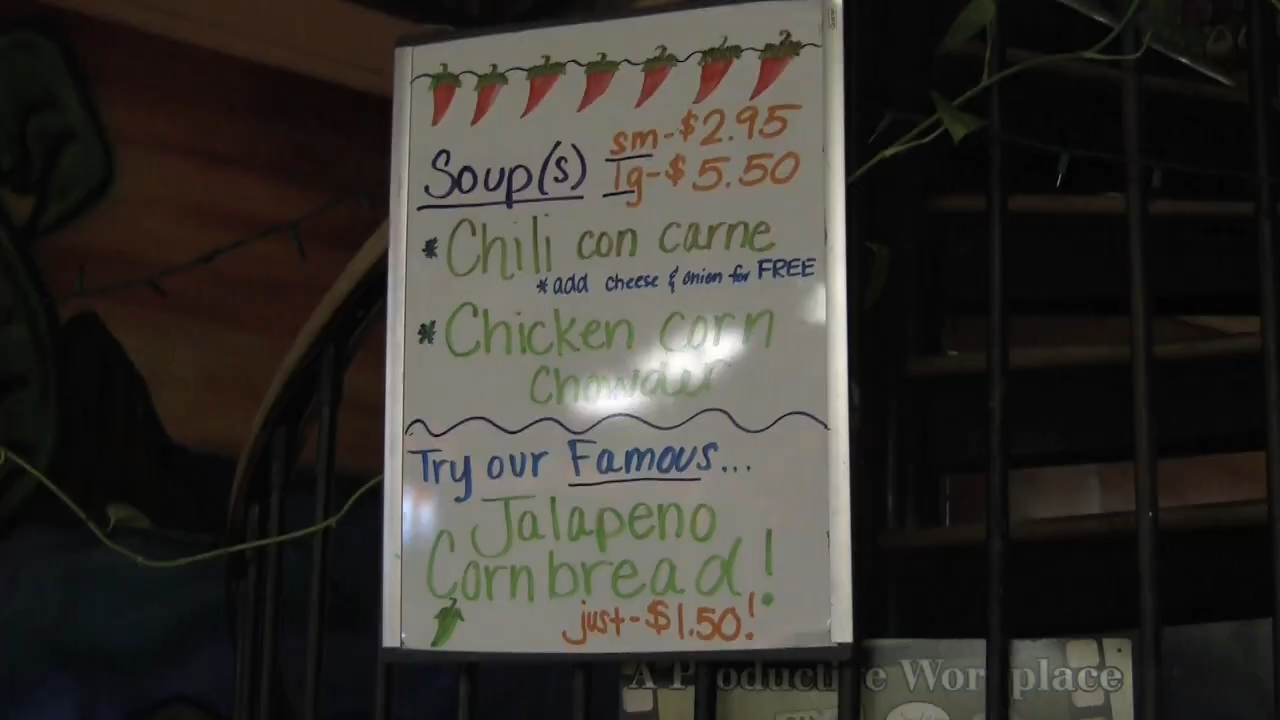 sm-$2.95
Soup(s) lg-$5.50
*Chili con carne
*add cheese & onion for FREE
*Chicken corn
Chowder
Try our Famous...
Jalapeno
Cornbread!
just-$1.50!
A Productive Workplace